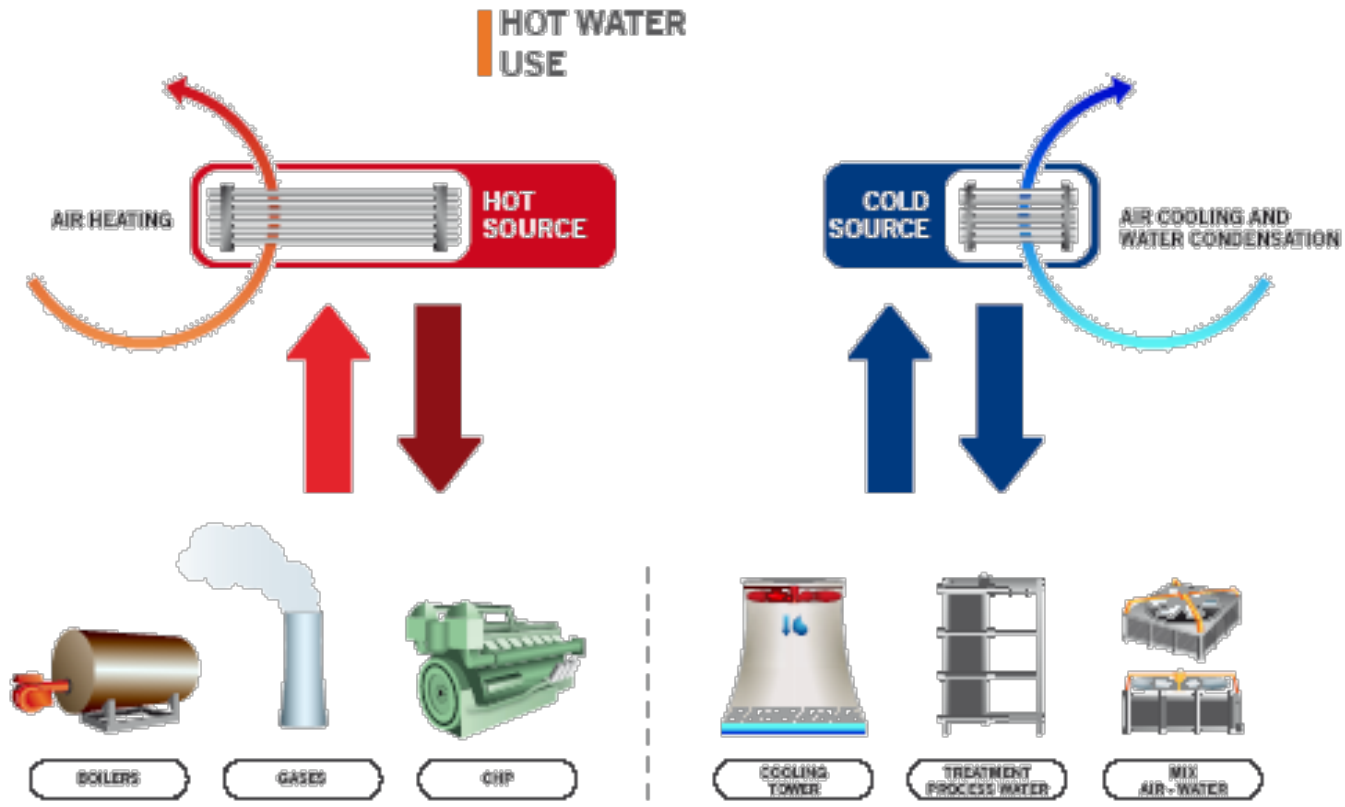 HOT WATER
USE
AIR HEATING
HOT
SOURCE
COLD
SOURCE
AIR COOLING AND
WATER CONDENSATION
BOILERS
GASES
CHP
COOLING
TOWER
TREATMENT
PROCESS WATER
MIX
AIR - WATER